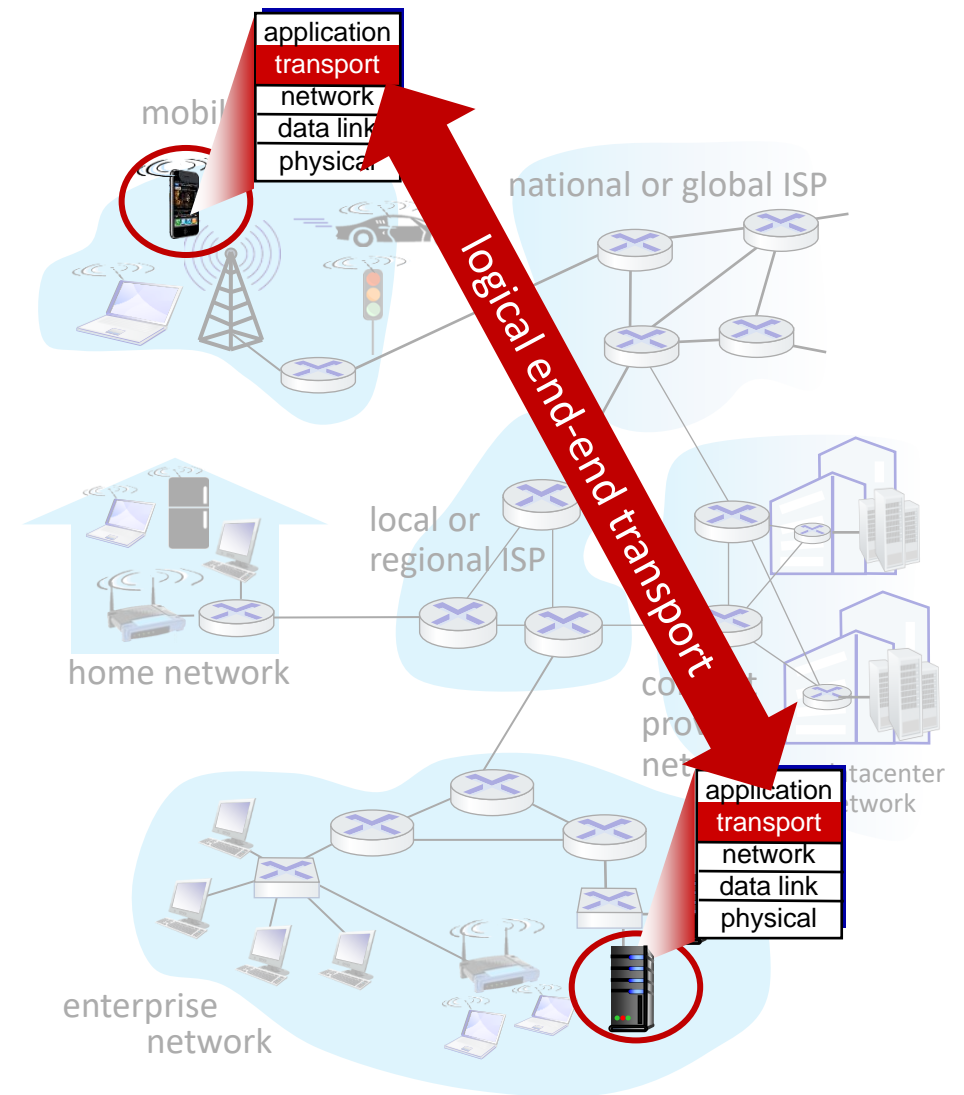 application
transport
network
data link
physical
mobil
national or global ISP
logical end-end transport
local or
regional ISP
home network
application
transport
network
data link
physical
enterprise
network